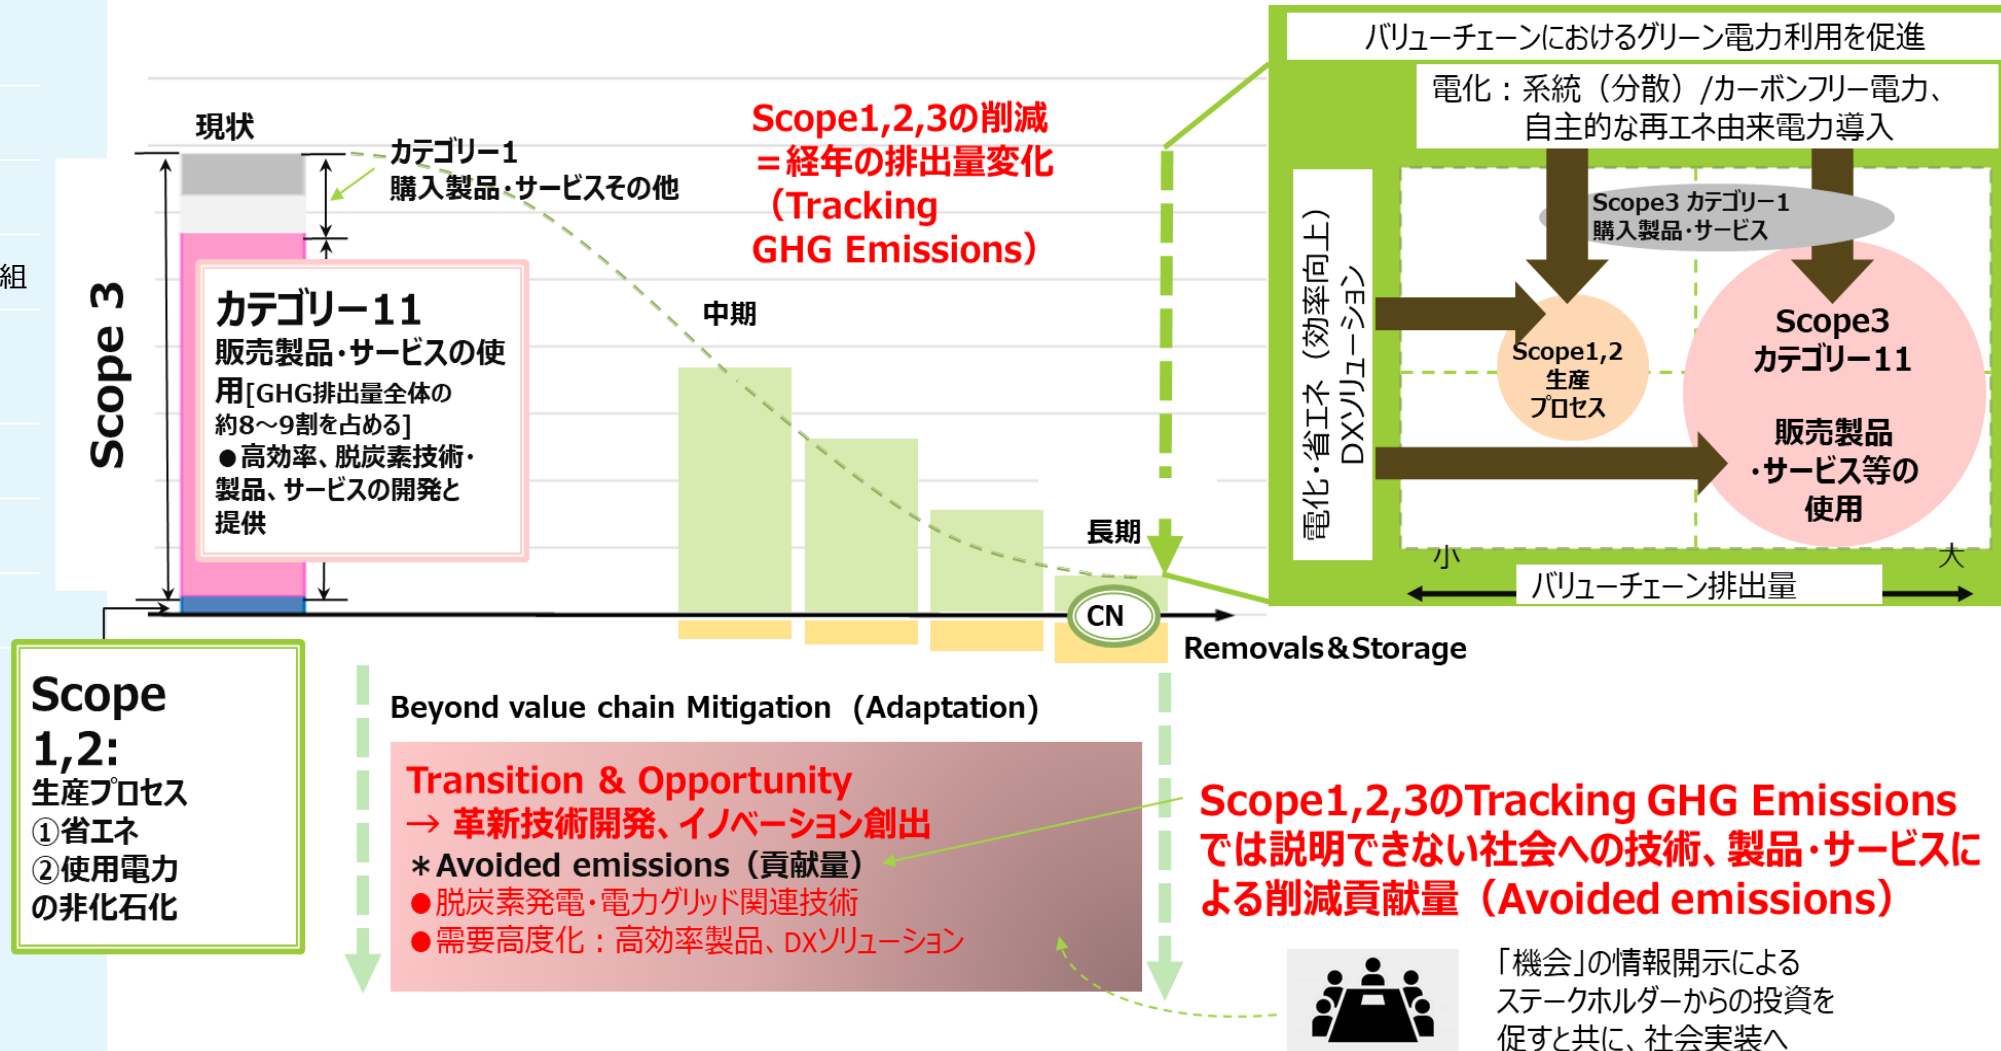 組
現状
Scope 3
カテゴリー1
購入製品・サービスその他
カテゴリー11
販売製品・サービスの使
用[GHG排出量全体の
約8～9割を占める]
●高効率、脱炭素技術・
製品、サービスの開発と
提供
Scope1,2,3の削減
＝経年の排出量変化
（Tracking
GHG Emissions）
中期
長期
CN
Removals&Storage
バリューチェーンにおけるグリーン電力利用を促進
電化：系統（分散）/カーボンフリー電力、
自主的な再エネ由来電力導入
電化・省エネ（効率向上）
DXソリューション
Scope3 カテゴリー1
購入製品・サービス
Scope1,2
生産
プロセス
Scope3
カテゴリー11
販売製品
・サービス等の
使用
小
大
バリューチェーン排出量
Scope
1,2:
生産プロセス
①省エネ
②使用電力
の非化石化
Beyond value chain Mitigation（Adaptation）
Transition & Opportunity
→ 革新技術開発、イノベーション創出
＊Avoided emissions（貢献量）
●脱炭素発電・電力グリッド関連技術
●需要高度化：高効率製品、DXソリューション
Scope1,2,3のTracking GHG Emissions
では説明できない社会への技術、製品・サービスに
よる削減貢献量（Avoided emissions）
「機会」の情報開示による
ステークホルダーからの投資を
促すと共に、社会実装へ